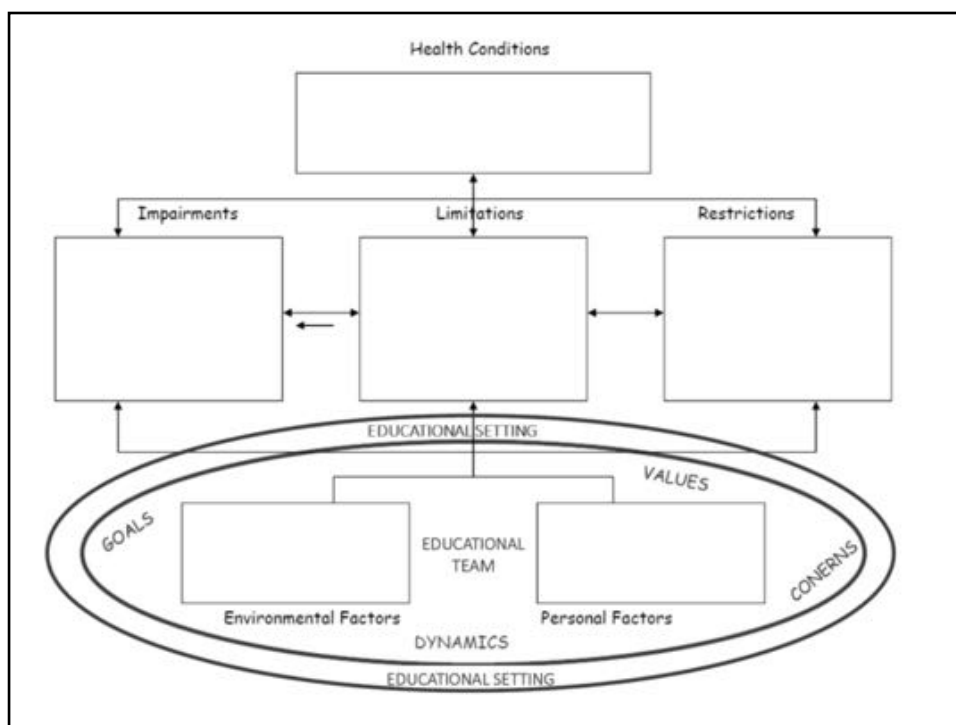 Health Conditions
Impairments
Limitations
Restrictions
EDUCATIONAL SETTING
VALUES
GOALS
EDUCATIONAL
TEAM
CONERNS
Environmental Factors
Personal Factors
DYNAMICS
EDUCATIONAL SETTING